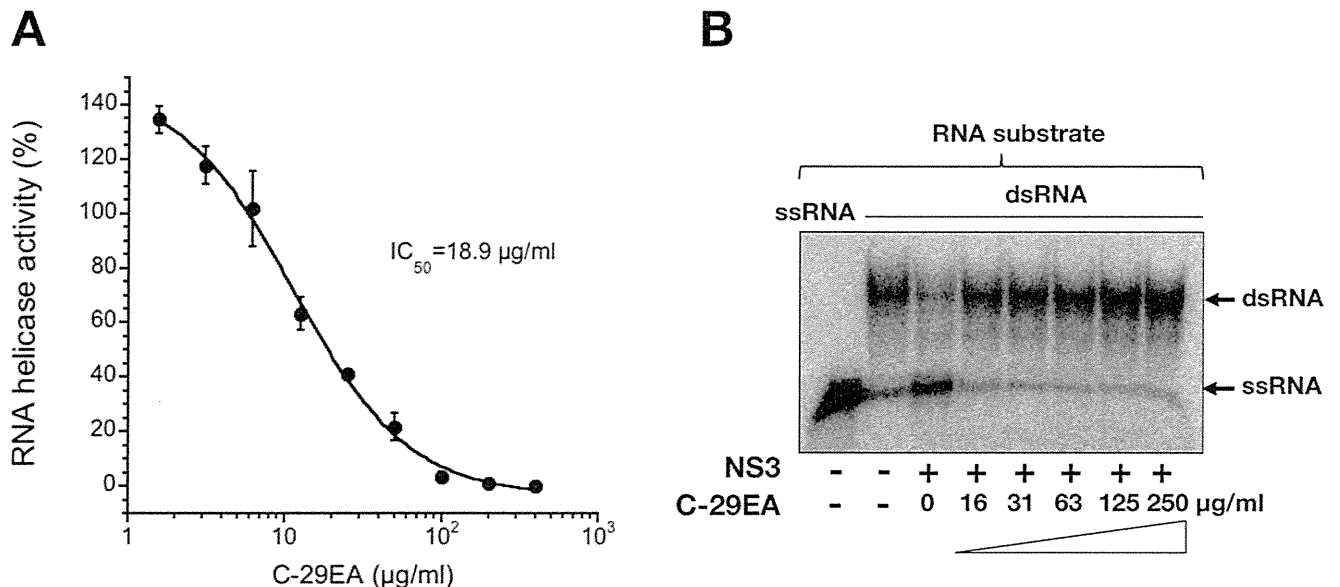 A
RNA helicase activity (%)
140
120
100
80
60
40
20
0
1
10
10²
10³
C-29EA (µg/ml)
IC₅₀=18.9 µg/ml
B
RNA substrate
ssRNA
dsRNA
dsRNA
ssRNA
NS3 - - + + + + + +
C-29EA - - 0 16 31 63 125 250 µg/ml